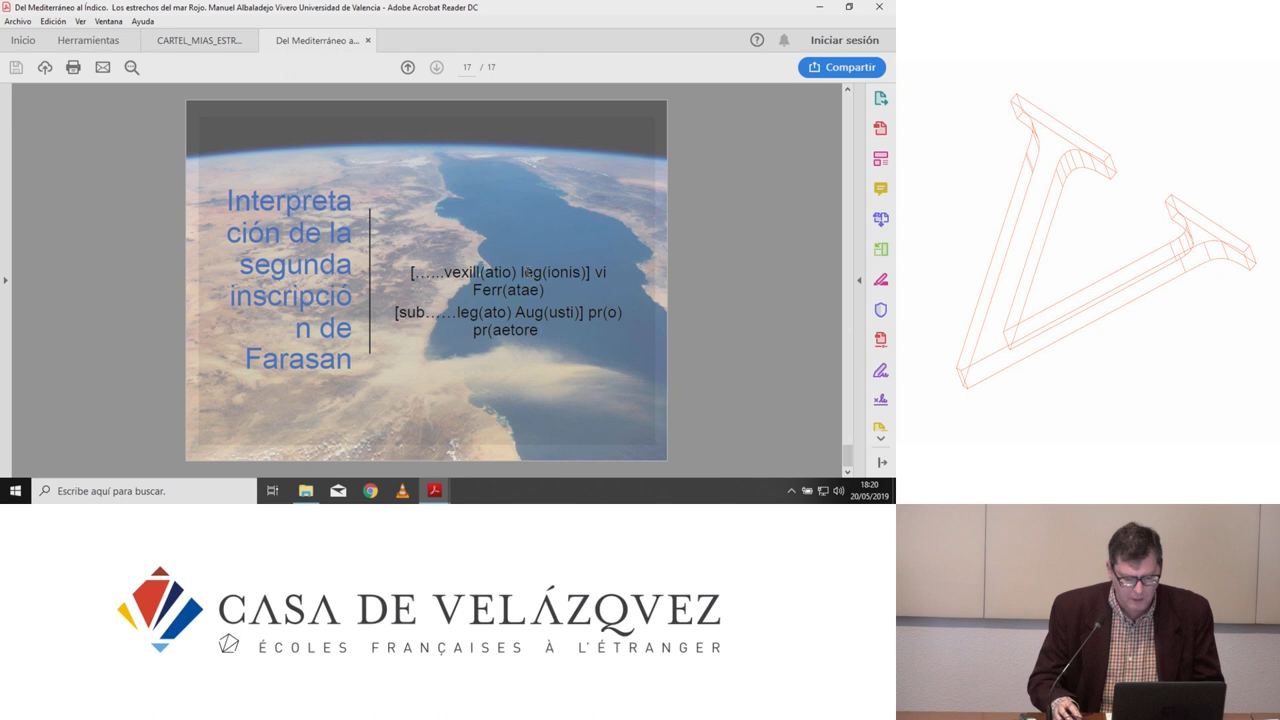 Del Mediterráneo al Índico. Los estrechos del mar Rojo. Manuel Albaladejo Vivero Universidad de Valencia - Adobe Acrobat Reader DC
Archivo Edición Ver Ventana Ayuda
Inicio Herramientas CARTEL_MIAS_ESTR... Del Mediterráneo a... × Iniciar sesión
17 / 17 Compartir
Interpreta
ción de la
segunda
inscripció
n de
Farasan
[…...vexill(atio) leg(ionis)] vi
Ferr(atae)
[sub……leg(ato) Aug(usti)] pr(o)
pr(aetore
Escribe aquí para buscar.
18:20
20/05/2019
CASA DE VELÁZQVEZ
ÉCOLES FRANÇAISES À L'ÉTRANGER